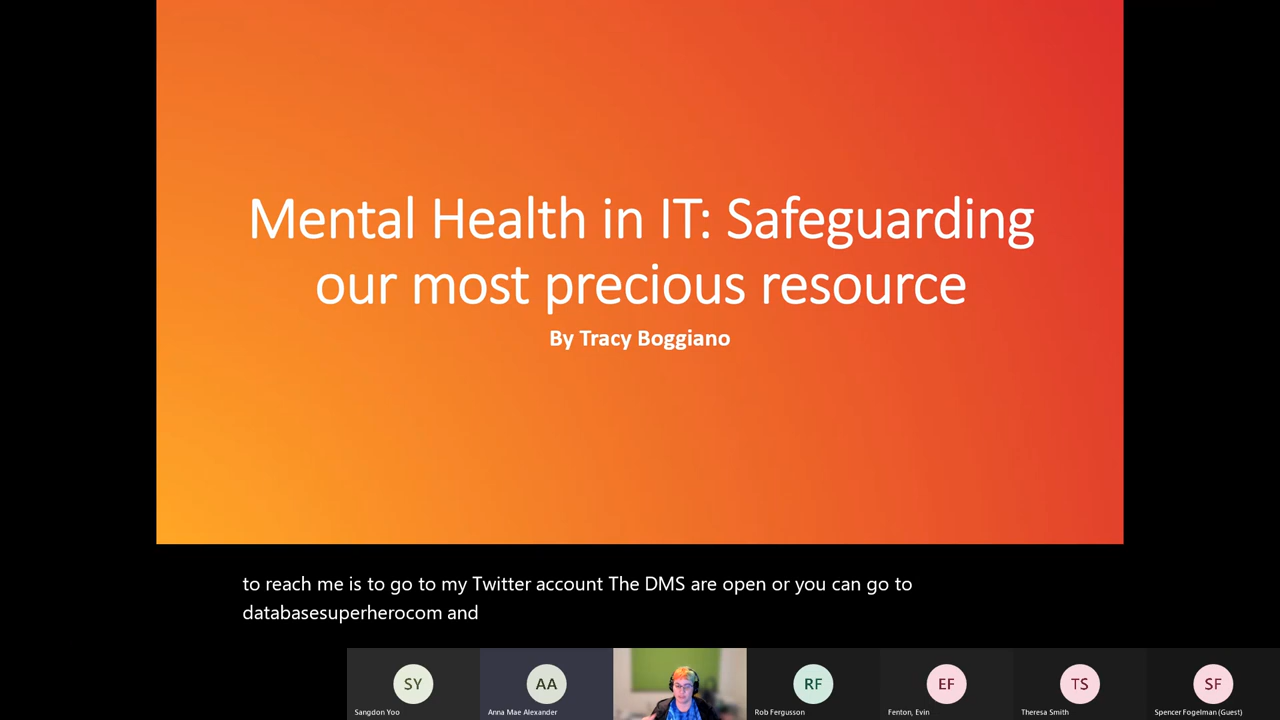 Mental Health in IT: Safeguarding
our most precious resource
By Tracy Boggiano
to reach me is to go to my Twitter account The DMS are open or you can go to
databasesuperherocom and
SY
AA
RF
EF
TS
SF
Sangdon Yoo
Anna Mae Alexander
Rob Fergusson
Fenton, Evin
Theresa Smith
Spencer Fogelman (Guest)